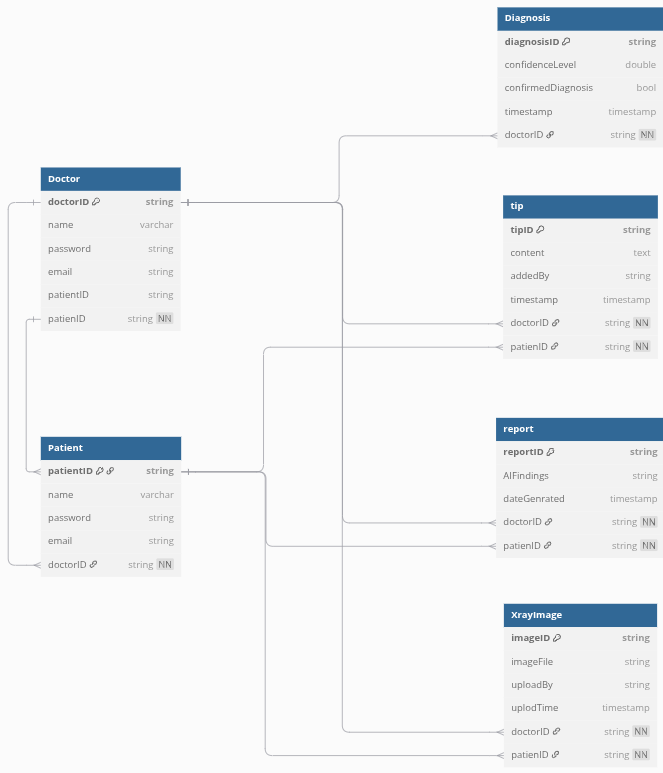 Diagnosis
diagnosisID string
confidenceLevel double
confirmedDiagnosis bool
timestamp timestamp
doctorID string NN
Doctor
doctorID string
name varchar
password string
email string
patientID string
patienID string NN
tip
tipID string
content text
addedBy string
timestamp timestamp
doctorID string NN
patienID string NN
Patient
patientID string
name varchar
password string
email string
doctorID string NN
report
reportID string
AIFindings string
dateGenrated timestamp
doctorID string NN
patienID string NN
XrayImage
imageID string
imageFile string
uploadBy string
uplodTime timestamp
doctorID string NN
patienID string NN